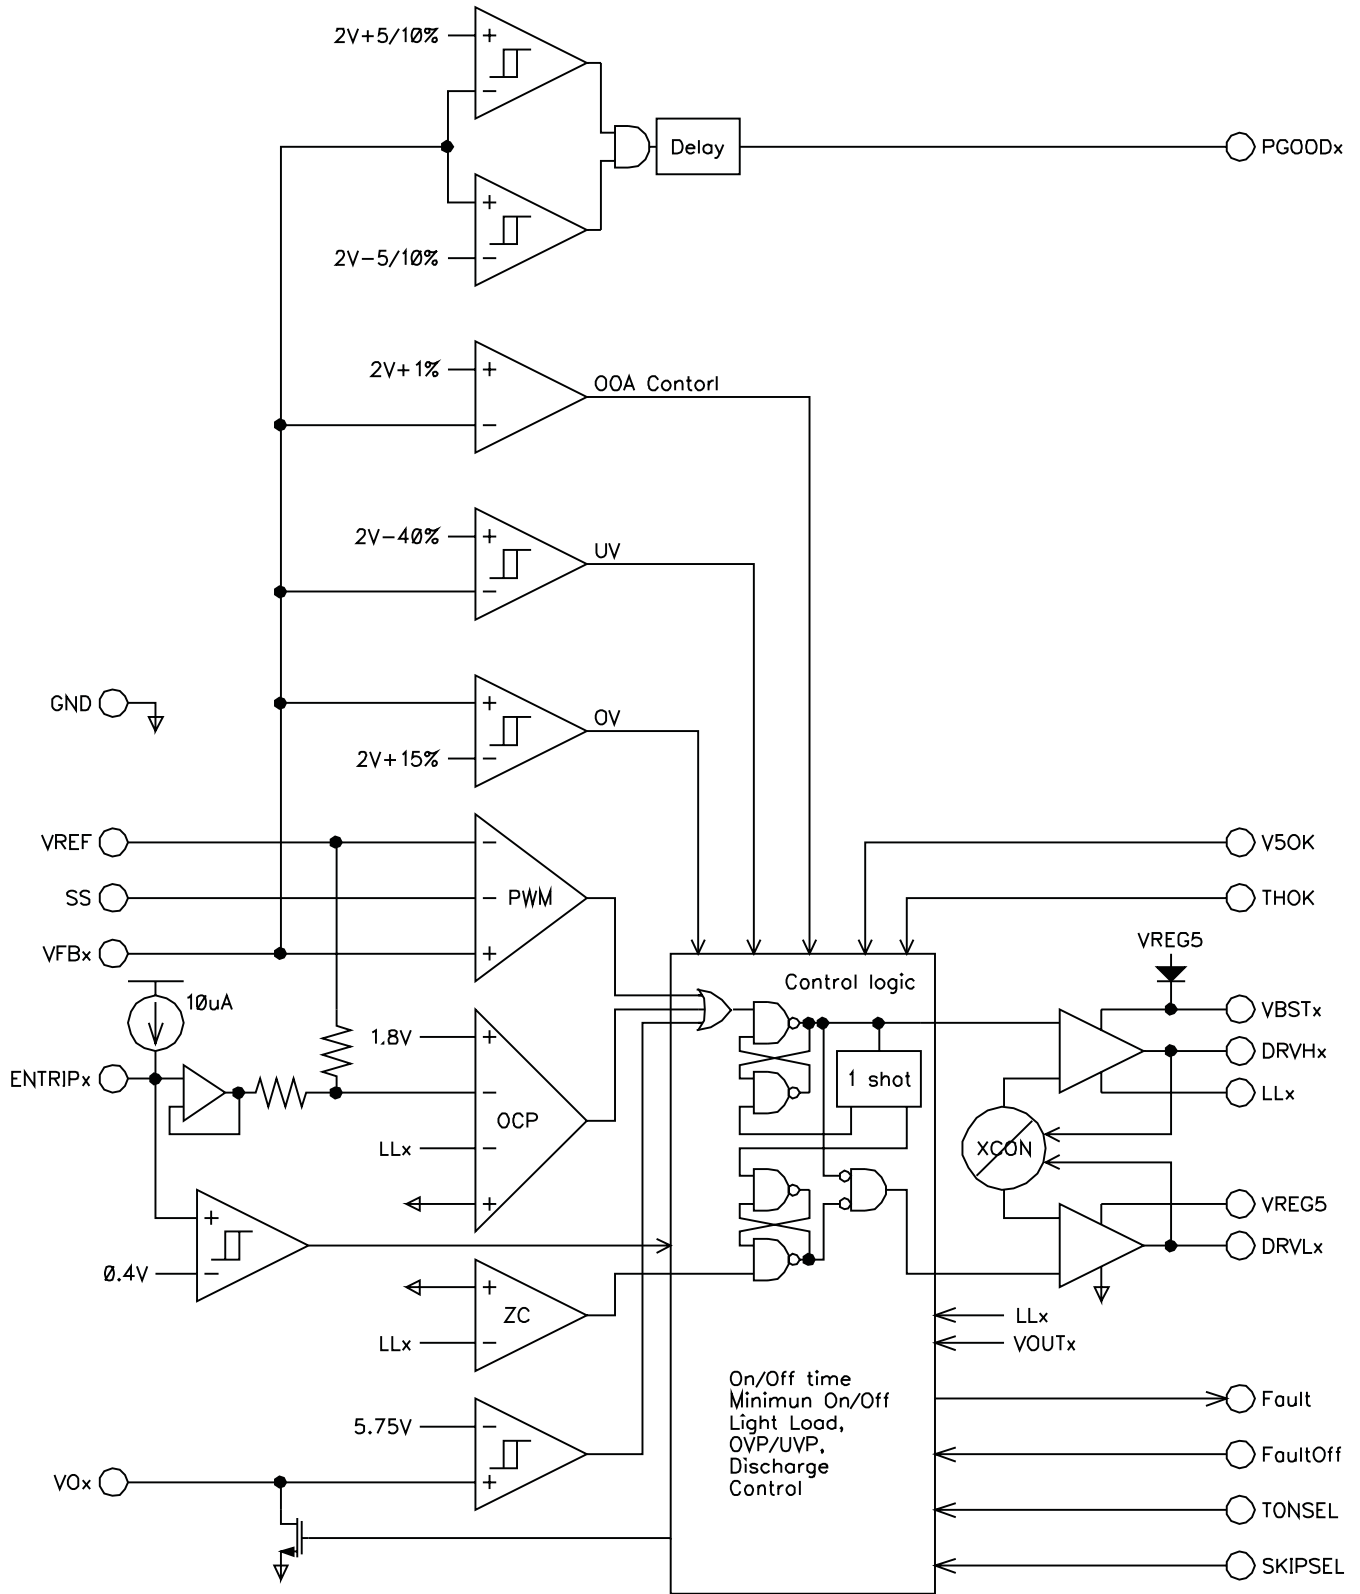 2V+5/10%
Delay
PGOODx
2V-5/10%
2V+1%
OOA Contorl
2V-40%
UV
GND
OV
2V+15%
VREF
SS
VFBx
PWM
V5OK
THOK
VREG5
10uA
Control logic
VBSTx
1.8V
DRVHx
ENTRIPx
1 shot
LLx
OCP
LLx
XCON
VREG5
0.4V
DRVLx
ZC
LLx
LLx
VOUTx
On/Off time
Minimun On/Off
Light Load,
OVP/UVP,
Discharge
Control
Fault
5.75V
FaultOff
VOx
TONSEL
SKIPSEL